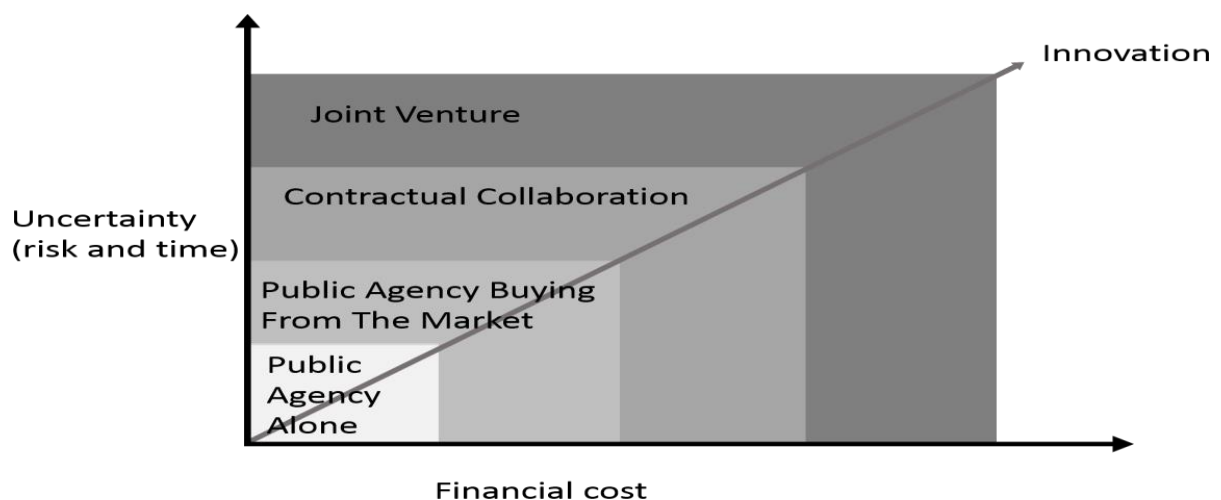 Innovation
Joint Venture
Contractual Collaboration
Uncertainty
(risk and time)
Public Agency Buying
From The Market
Public
Agency
Alone
Financial cost